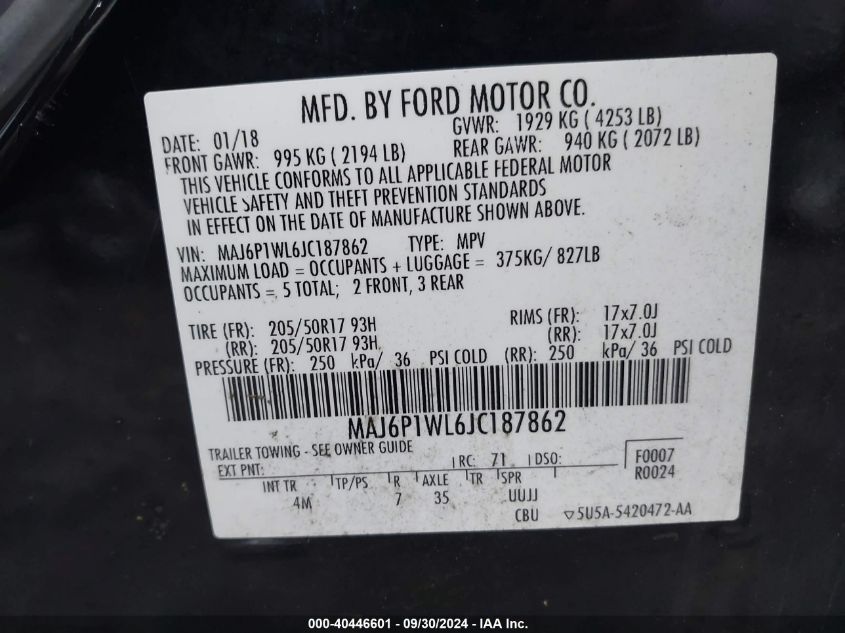 MFD. BY FORD MOTOR CO.
DATE: 01/18 GVWR: 1929 KG ( 4253 LB)
FRONT GAWR: 995 KG ( 2194 LB) REAR GAWR: 940 KG ( 2072 LB)
THIS VEHICLE CONFORMS TO ALL APPLICABLE FEDERAL MOTOR
VEHICLE SAFETY AND THEFT PREVENTION STANDARDS
IN EFFECT ON THE DATE OF MANUFACTURE SHOWN ABOVE.
VIN: MAJ6P1WL6JC187862 TYPE: MPV
MAXIMUM LOAD = OCCUPANTS + LUGGAGE = 375KG/ 827LB
OCCUPANTS = 5 TOTAL; 2 FRONT, 3 REAR
TIRE (FR): 205/50R17 93H RIMS (FR): 17x7.0J
(RR): 205/50R17 93H (RR): 17x7.0J
PRESSURE (FR): 250 kPa/ 36 PSI COLD (RR): 250 kPa/ 36 PSI COLD
MAJ6P1WL6JC187862
TRAILER TOWING - SEE OWNER GUIDE
EXT PNT: RC: 71 DSO: F0007
R0024
INT TR TP/PS R AXLE TR SPR
4M 7 35 UUJJ
CBU ▽5U5A-5420472-AA
000-40446601 - 09/30/2024 - IAA Inc.